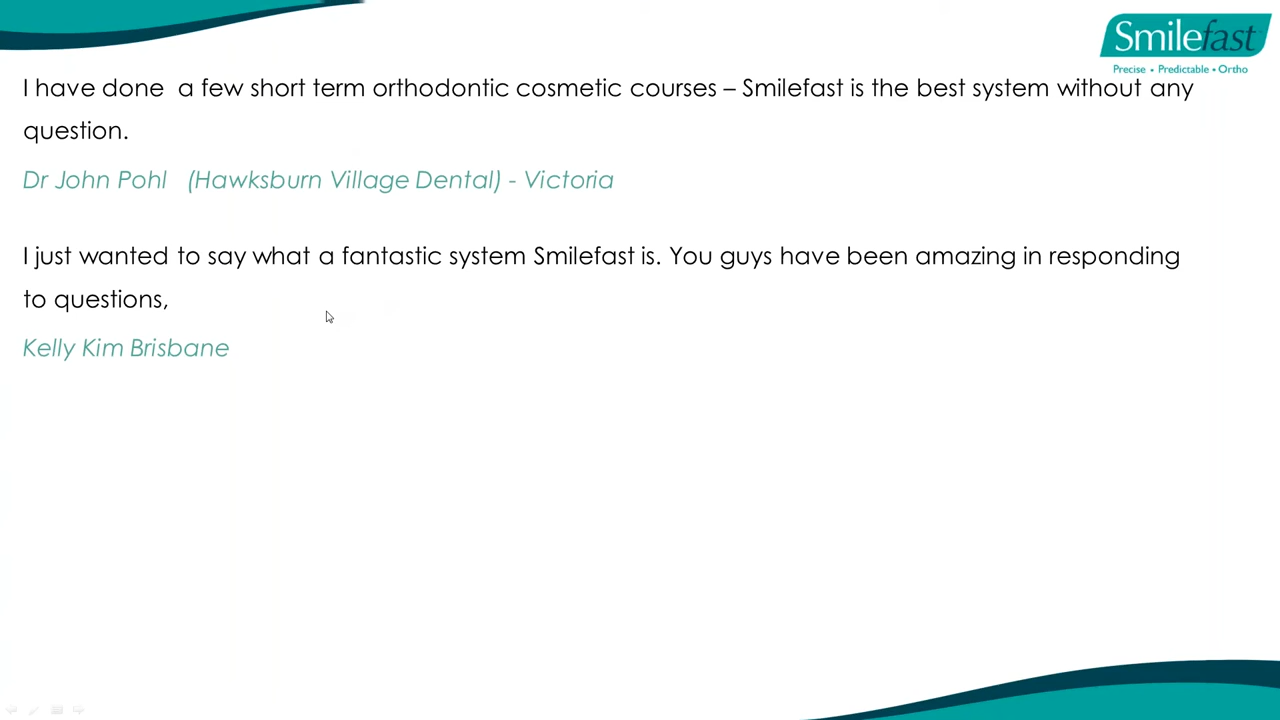 Smilefast
Precise • Predictable • Ortho
I have done  a few short term orthodontic cosmetic courses – Smilefast is the best system without any
question.
Dr John Pohl   (Hawksburn Village Dental) - Victoria
I just wanted to say what a fantastic system Smilefast is. You guys have been amazing in responding
to questions,
Kelly Kim Brisbane